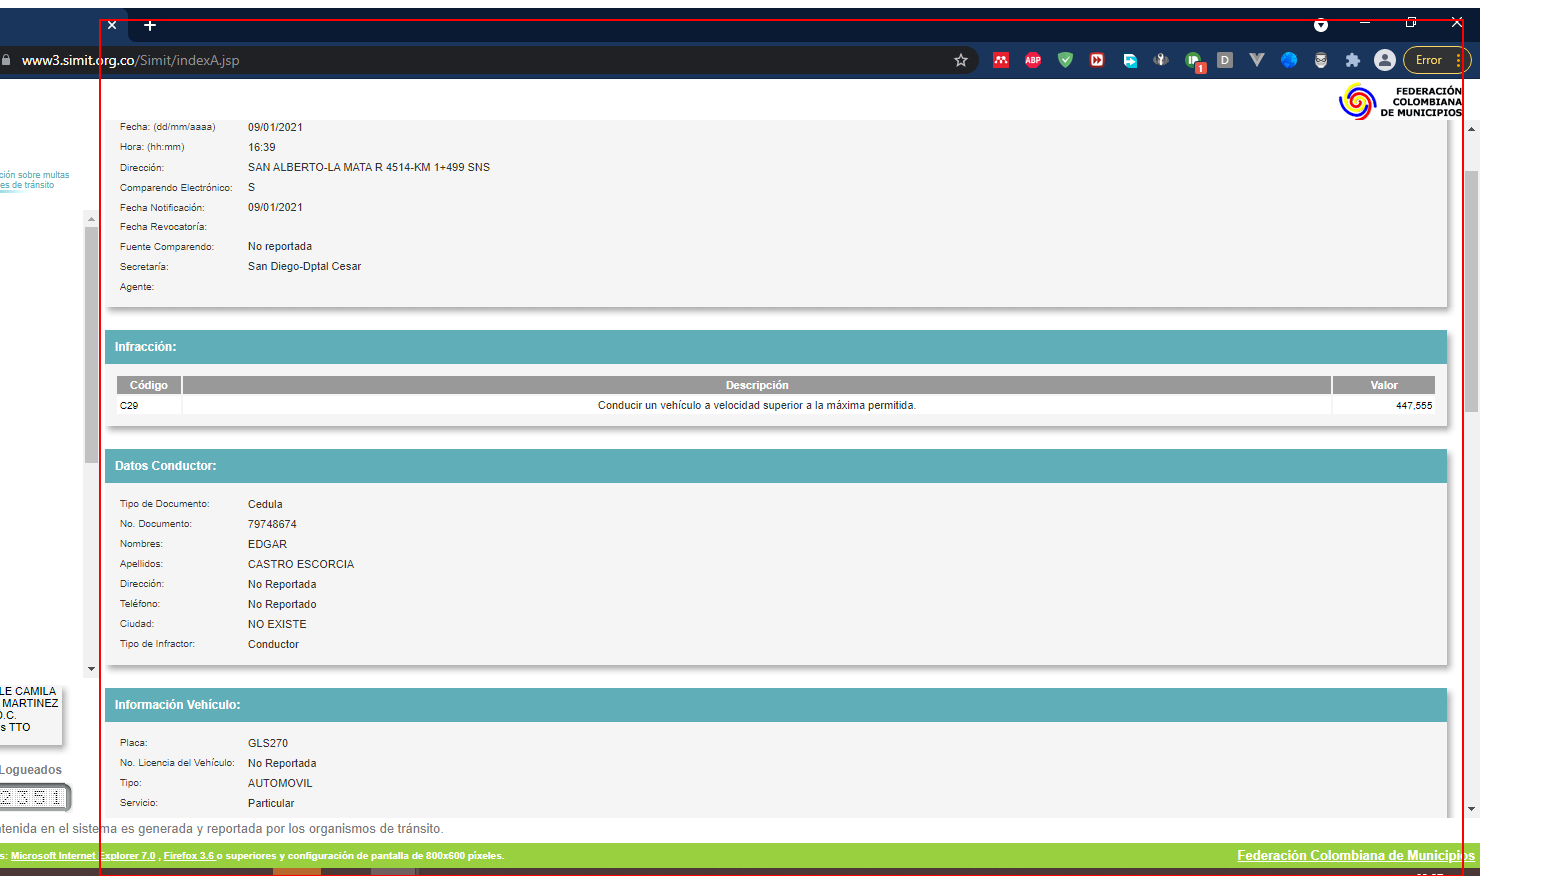 www3.simit.org.co/Simit/indexA.jsp
ABP
1
D
Error
FEDERACIÓN
COLOMBIANA
DE MUNICIPIOS
ción sobre multas
es de tránsito
Fecha: (dd/mm/aaaa) 09/01/2021
Hora: (hh:mm) 16:39
Dirección: SAN ALBERTO-LA MATA R 4514-KM 1+499 SNS
Comparendo Electrónico: S
Fecha Notificación: 09/01/2021
Fecha Revocatoría:
Fuente Comparendo: No reportada
Secretaría: San Diego-Dptal Cesar
Agente:
Infracción:
Código Descripción Valor
C29 Conducir un vehículo a velocidad superior a la máxima permitida. 447,555
Datos Conductor:
Tipo de Documento: Cedula
No. Documento: 79748674
Nombres: EDGAR
Apellidos: CASTRO ESCORCIA
Dirección: No Reportada
Teléfono: No Reportado
Ciudad: NO EXISTE
Tipo de Infractor: Conductor
LE CAMILA
MARTINEZ
D.C.
s TTO
Logueados
2351
Información Vehículo:
Placa: GLS270
No. Licencia del Vehículo: No Reportada
Tipo: AUTOMOVIL
Servicio: Particular
tenida en el sistema es generada y reportada por los organismos de tránsito.
s: Microsoft Internet Explorer 7.0 , Firefox 3.6 o superiores y configuración de pantalla de 800x600 píxeles.
Federación Colombiana de Municipios